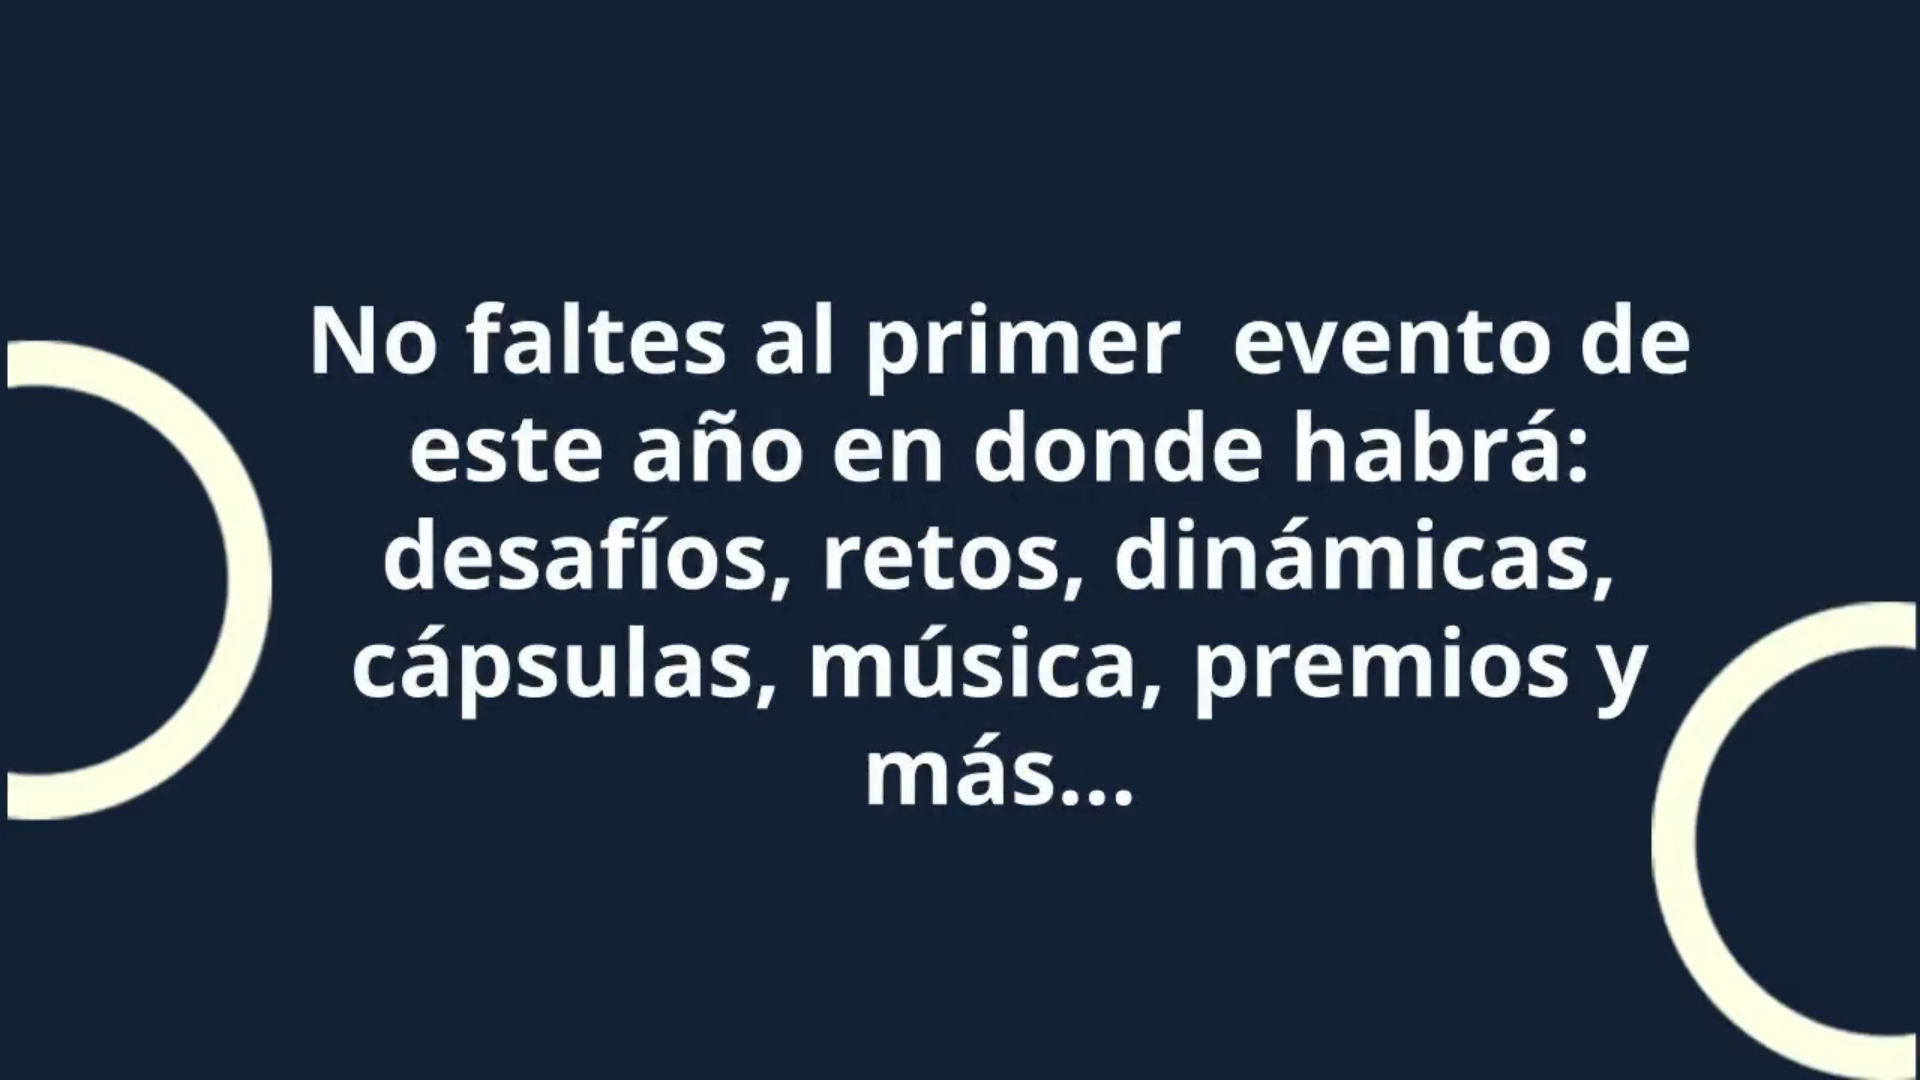 No faltes al primer  evento de
este año en donde habrá:
desafíos, retos, dinámicas,
cápsulas, música, premios y
más...